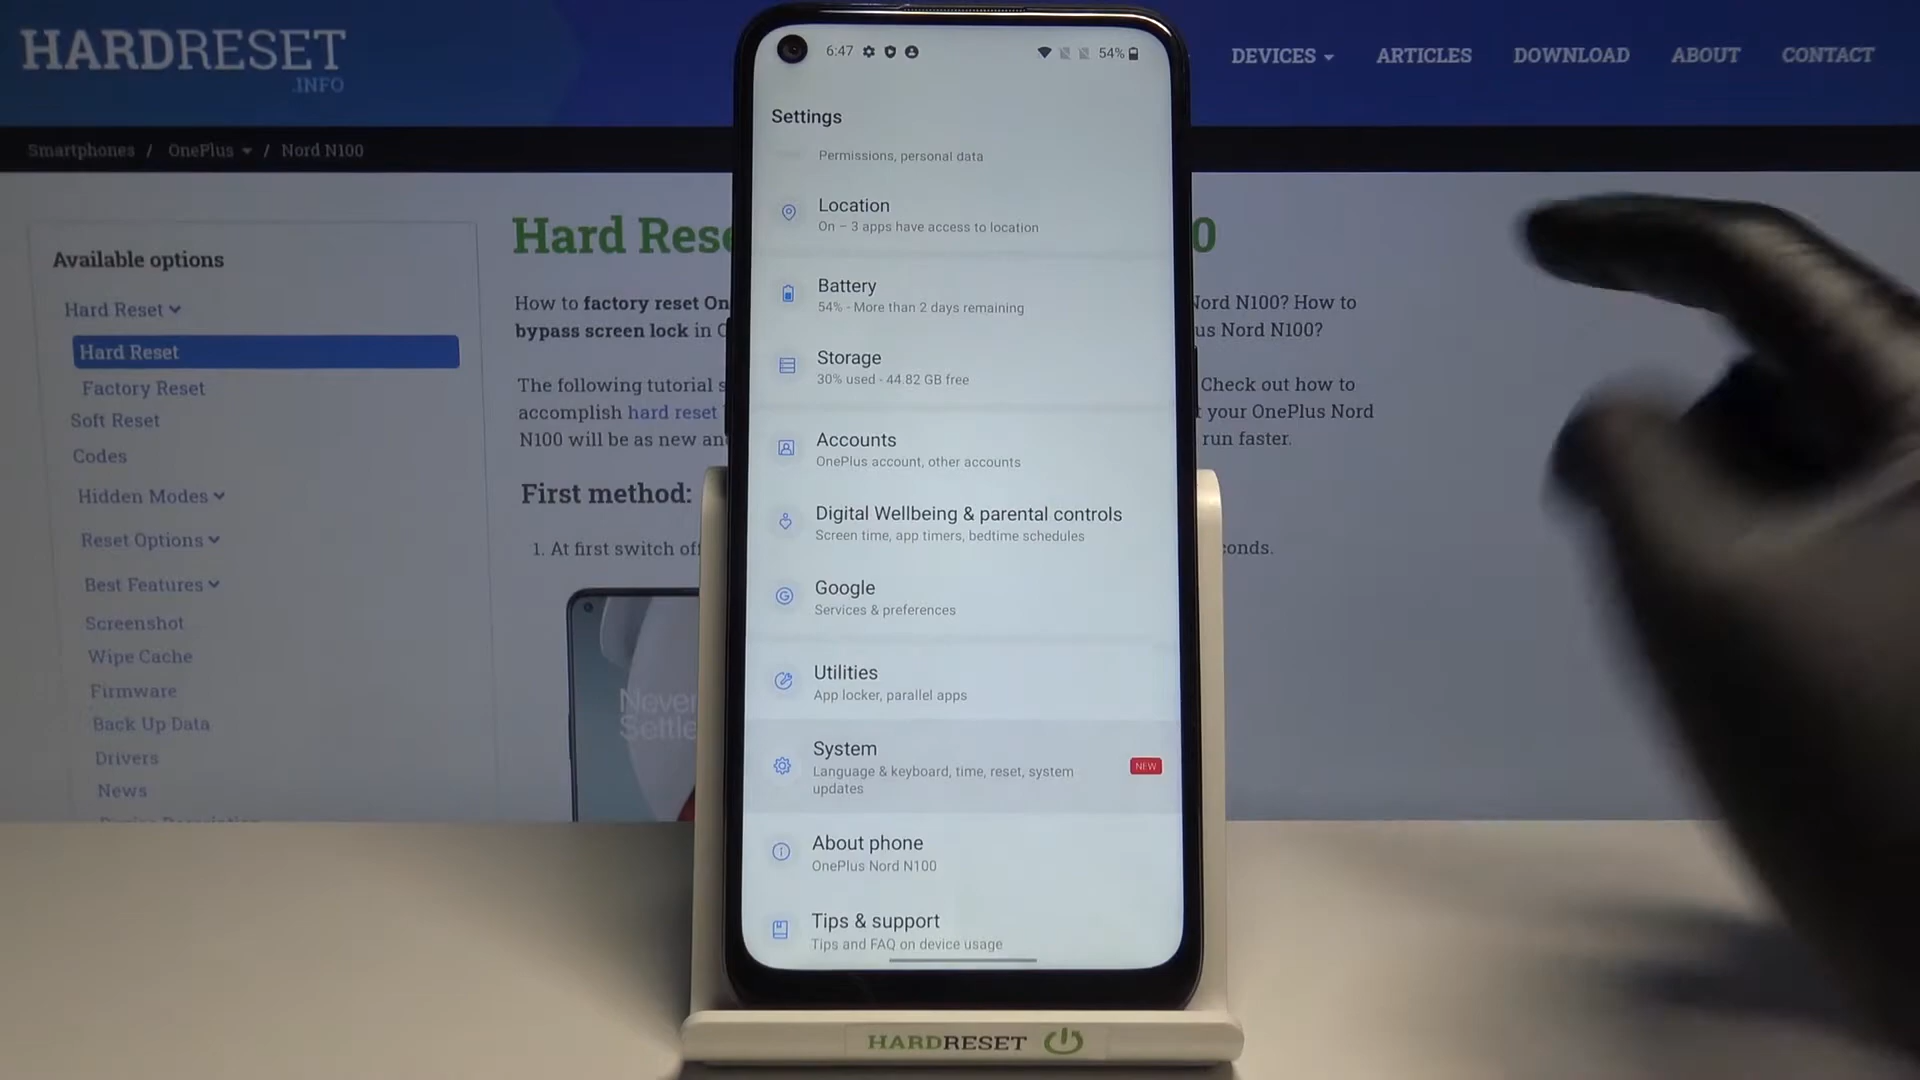 HARDRESET
.INFO
DEVICES
ARTICLES
DOWNLOAD
ABOUT
CONTACT
Smartphones / OnePlus / Nord N100
Available options
Hard Reset
Hard Reset
Factory Reset
Soft Reset
Codes
Hidden Modes
Reset Options
Best Features
Screenshot
Wipe Cache
Firmware
Back Up Data
Drivers
News
Hard Rese
0
How to factory reset On
Nord N100? How to
bypass screen lock in
us Nord N100?
The following tutorial s
Check out how to
accomplish hard reset
your OnePlus Nord
N100 will be as new an
run faster.
First method:
1. At first switch of
conds.
Never
Settle
6:47
54%
Settings
Permissions, personal data
Location
On – 3 apps have access to location
Battery
54% - More than 2 days remaining
Storage
30% used - 44.82 GB free
Accounts
OnePlus account, other accounts
Digital Wellbeing & parental controls
Screen time, app timers, bedtime schedules
Google
Services & preferences
Utilities
App locker, parallel apps
System
Language & keyboard, time, reset, system
updates
NEW
About phone
OnePlus Nord N100
Tips & support
Tips and FAQ on device usage
HARDRESET